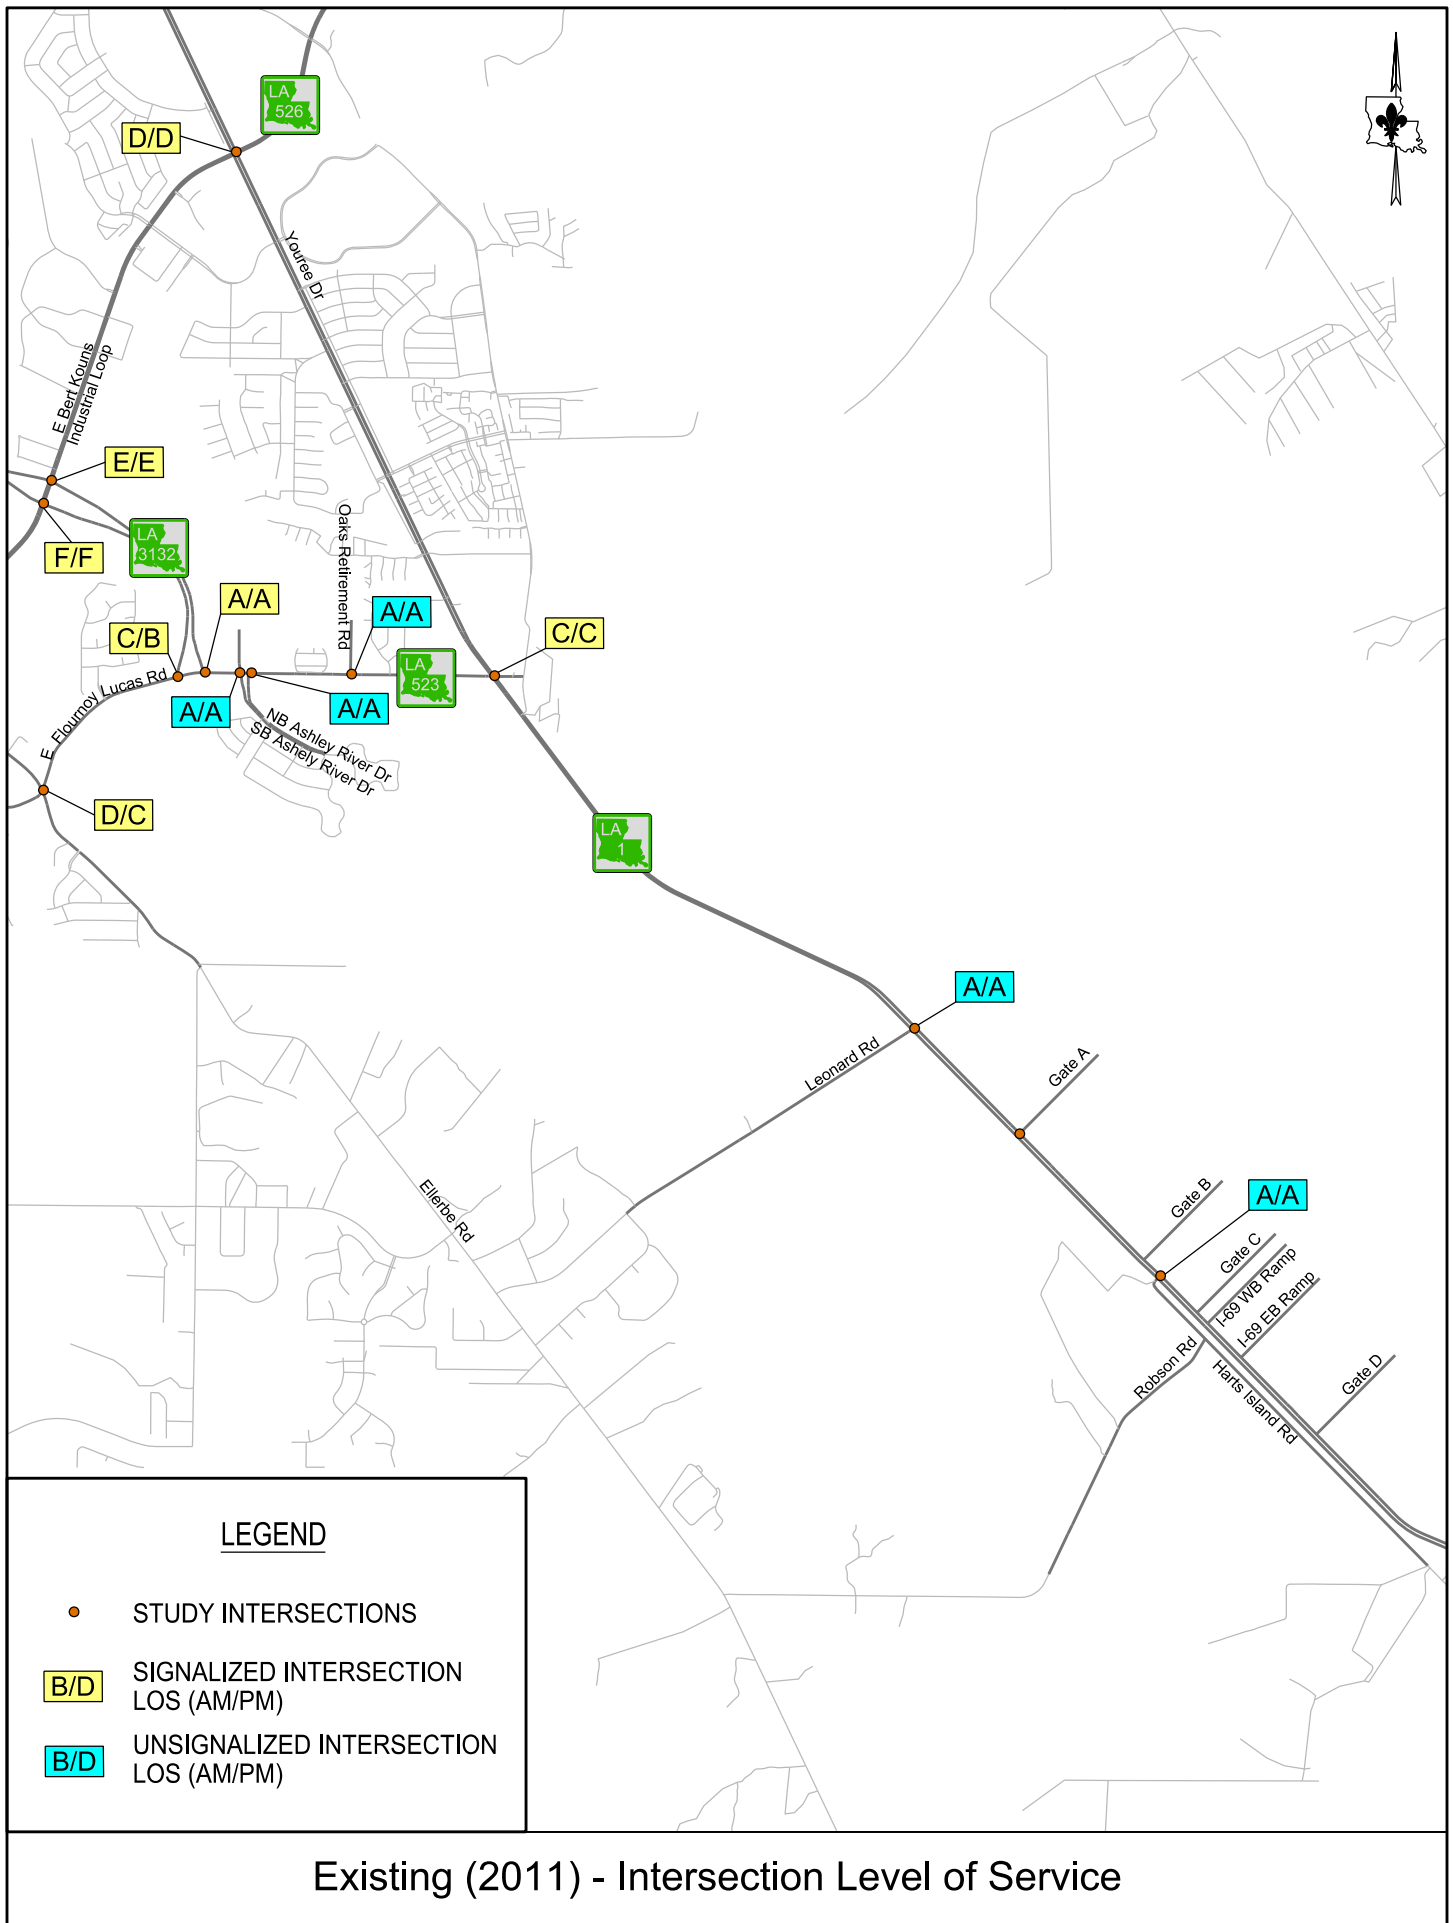 LA
526
D/D
Youree Dr
E Bert Kouns
Industrial Loop
E/E
F/F
LA
3132
Oaks Retirement Rd
A/A
A/A
C/B
C/C
LA
523
E. Flournoy Lucas Rd
A/A
A/A
NB Ashley River Dr
SB Ashely River Dr
D/C
LA
1
A/A
Leonard Rd
Gate A
Gate B
A/A
Gate C
I-69 WB Ramp
I-69 EB Ramp
Ellerbe Rd
Robson Rd
Harts Island Rd
Gate D
LEGEND
STUDY INTERSECTIONS
B/D
SIGNALIZED INTERSECTION
LOS (AM/PM)
B/D
UNSIGNALIZED INTERSECTION
LOS (AM/PM)
Existing (2011) - Intersection Level of Service